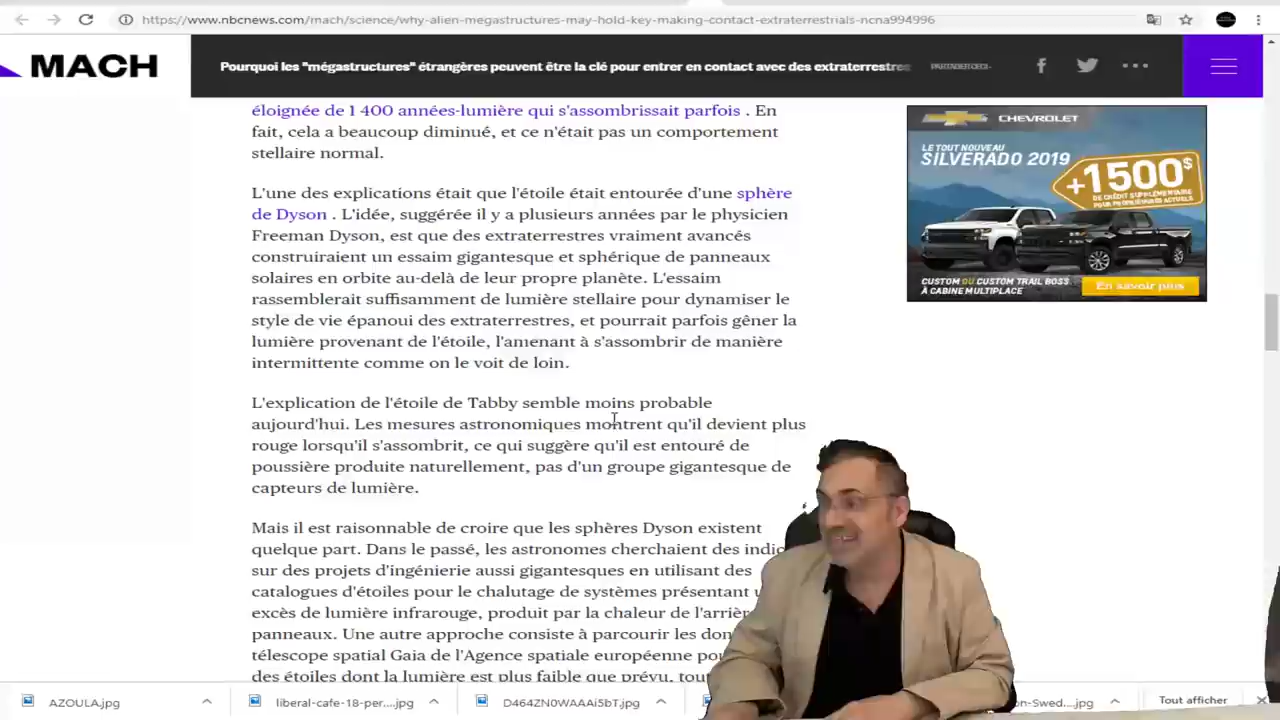 https://www.nbcnews.com/mach/science/why-alien-megastructures-may-hold-key-making-contact-extraterrestrials-ncna994996
MACH
Pourquoi les "mégastructures" étrangères peuvent être la clé pour entrer en contact avec des extraterrestres
éloignée de 1 400 années-lumière qui s'assombrissait parfois . En
fait, cela a beaucoup diminué, et ce n'était pas un comportement
stellaire normal.
L'une des explications était que l'étoile était entourée d'une sphère
de Dyson . L'idée, suggérée il y a plusieurs années par le physicien
Freeman Dyson, est que des extraterrestres vraiment avancés
construiraient un essaim gigantesque et sphérique de panneaux
solaires en orbite au-delà de leur propre planète. L'essaim
rassemblerait suffisamment de lumière stellaire pour dynamiser le
style de vie épanoui des extraterrestres, et pourrait parfois gêner la
lumière provenant de l'étoile, l'amenant à s'assombrir de manière
intermittente comme on le voit de loin.
L'explication de l'étoile de Tabby semble moins probable
aujourd'hui. Les mesures astronomiques montrent qu'il devient plus
rouge lorsqu'il s'assombrit, ce qui suggère qu'il est entouré de
poussière produite naturellement, pas d'un groupe gigantesque de
capteurs de lumière.
Mais il est raisonnable de croire que les sphères Dyson existent
quelque part. Dans le passé, les astronomes cherchaient des indic
sur des projets d'ingénierie aussi gigantesques en utilisant des
catalogues d'étoiles pour le chalutage de systèmes présentant u
excès de lumière infrarouge, produit par la chaleur de l'arrièr
panneaux. Une autre approche consiste à parcourir les don
télescope spatial Gaia de l'Agence spatiale européenne pou
des étoiles dont la lumière est plus faible que prévu, tou
CHEVROLET
LE TOUT NOUVEAU
SILVERADO 2019
+1500$
DE CRÉDIT SUPPLÉMENTAIRE
POUR PROPRIÉTAIRES ACTUELS
CUSTOM OU CUSTOM TRAIL BOSS
À CABINE MULTIPLACE
En savoir plus
AZOULA.jpg
liberal-cafe-18-per....jpg
D464ZN0WAAAi5bT.jpg
on-Swed....jpg
Tout afficher